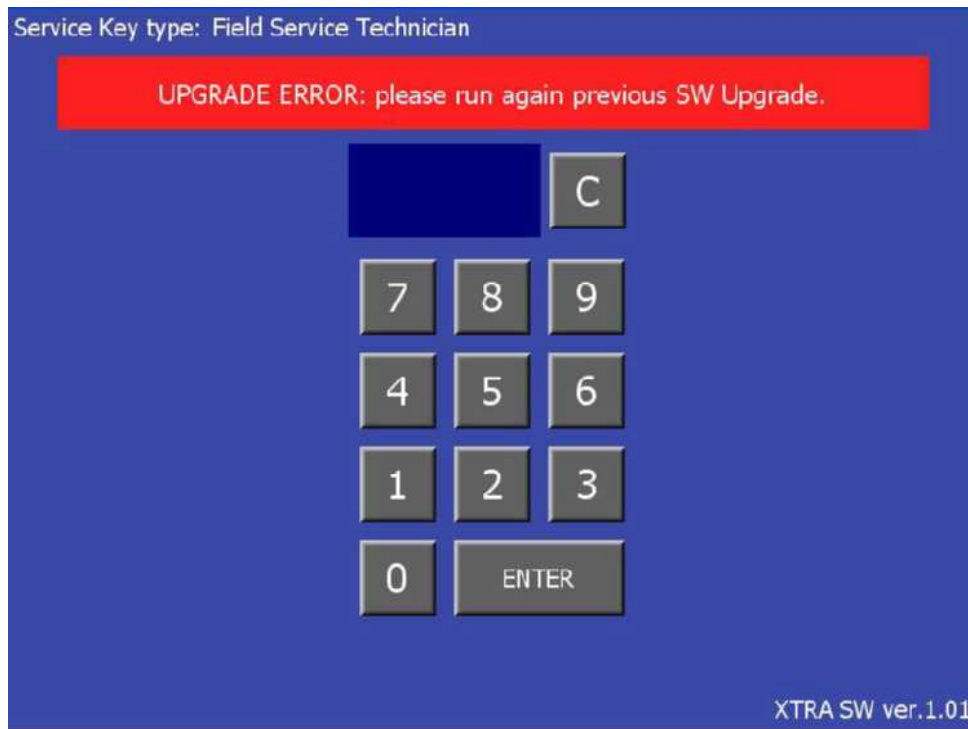 Service Key type: Field Service Technician
UPGRADE ERROR: please run again previous SW Upgrade.
C
7 8 9
4 5 6
1 2 3
0 ENTER
XTRA SW ver.1.01